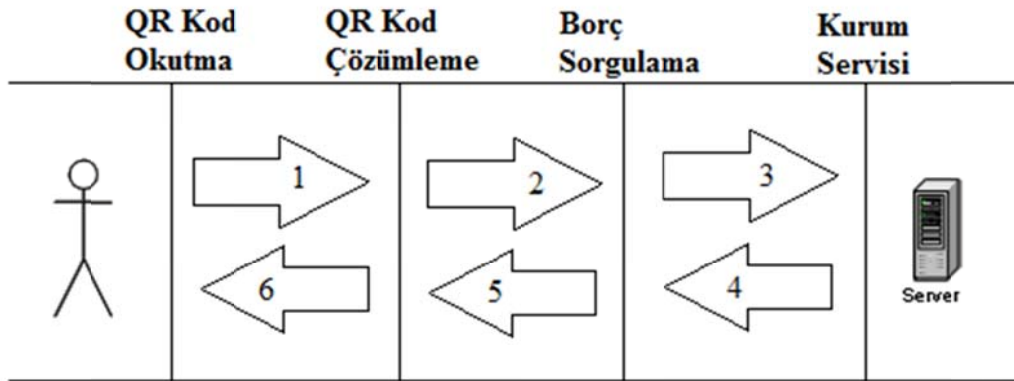 QR Kod
Okutma
QR Kod
Çözümleme
Borç
Sorgulama
Kurum
Servisi
1
2
3
6
5
4
Server